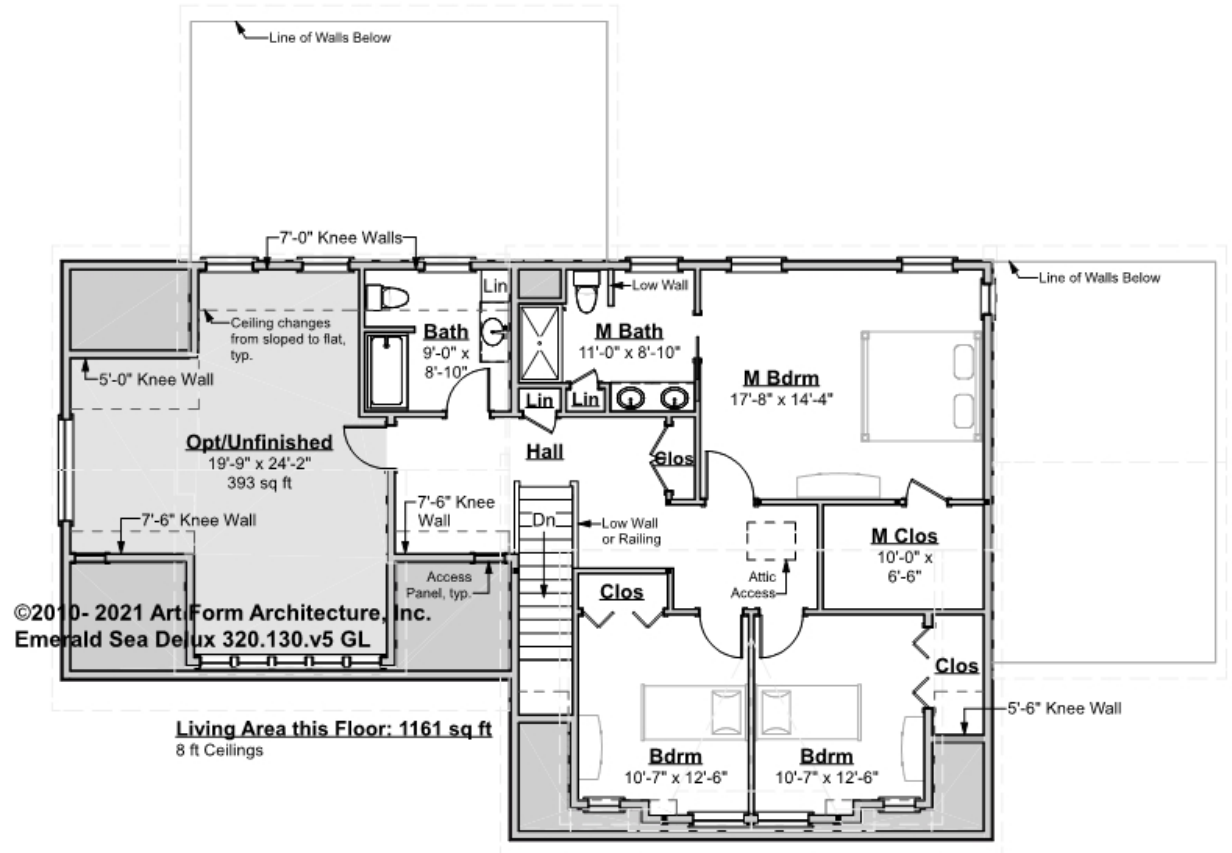 Line of Walls Below
7'-0" Knee Walls
Line of Walls Below
Lin
Low Wall
Ceiling changes
from sloped to flat,
typ.
Bath
9'-0" x
8'-10"
M Bath
11'-0" x 8'-10"
5'-0" Knee Wall
M Bdrm
17'-8" x 14'-4"
Lin
Lin
Opt/Unfinished
19'-9" x 24'-2"
393 sq ft
Hall
Clos
7'-6" Knee Wall
7'-6" Knee
Wall
Dn
Low Wall
or Railing
M Clos
10'-0" x
6'-6"
Access
Panel, typ.
Attic
Access
Clos
©2010- 2021 Art Form Architecture, Inc.
Emerald Sea Delux 320.130.v5 GL
Clos
5'-6" Knee Wall
Living Area this Floor: 1161 sq ft
8 ft Ceilings
Bdrm
10'-7" x 12'-6"
Bdrm
10'-7" x 12'-6"